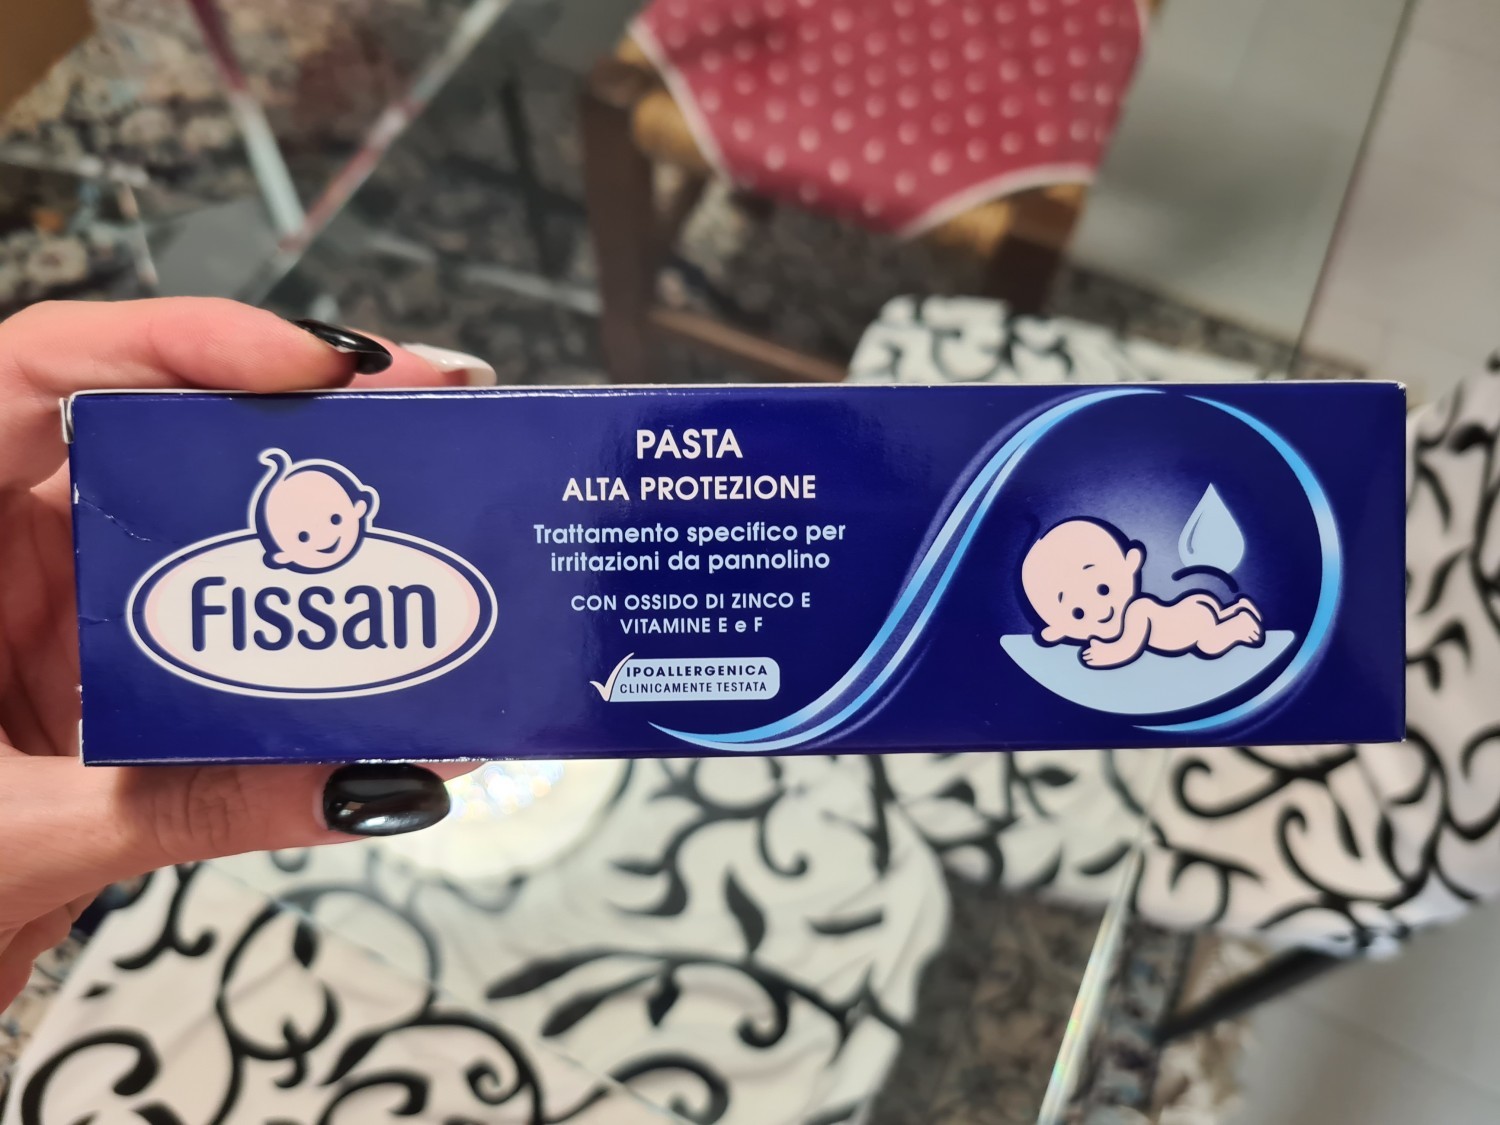 Fissan
PASTA
ALTA PROTEZIONE
Trattamento specifico per
irritazioni da pannolino
CON OSSIDO DI ZINCO E
VITAMINE E e F
IPOALLERGENICA
CLINICAMENTE TESTATA